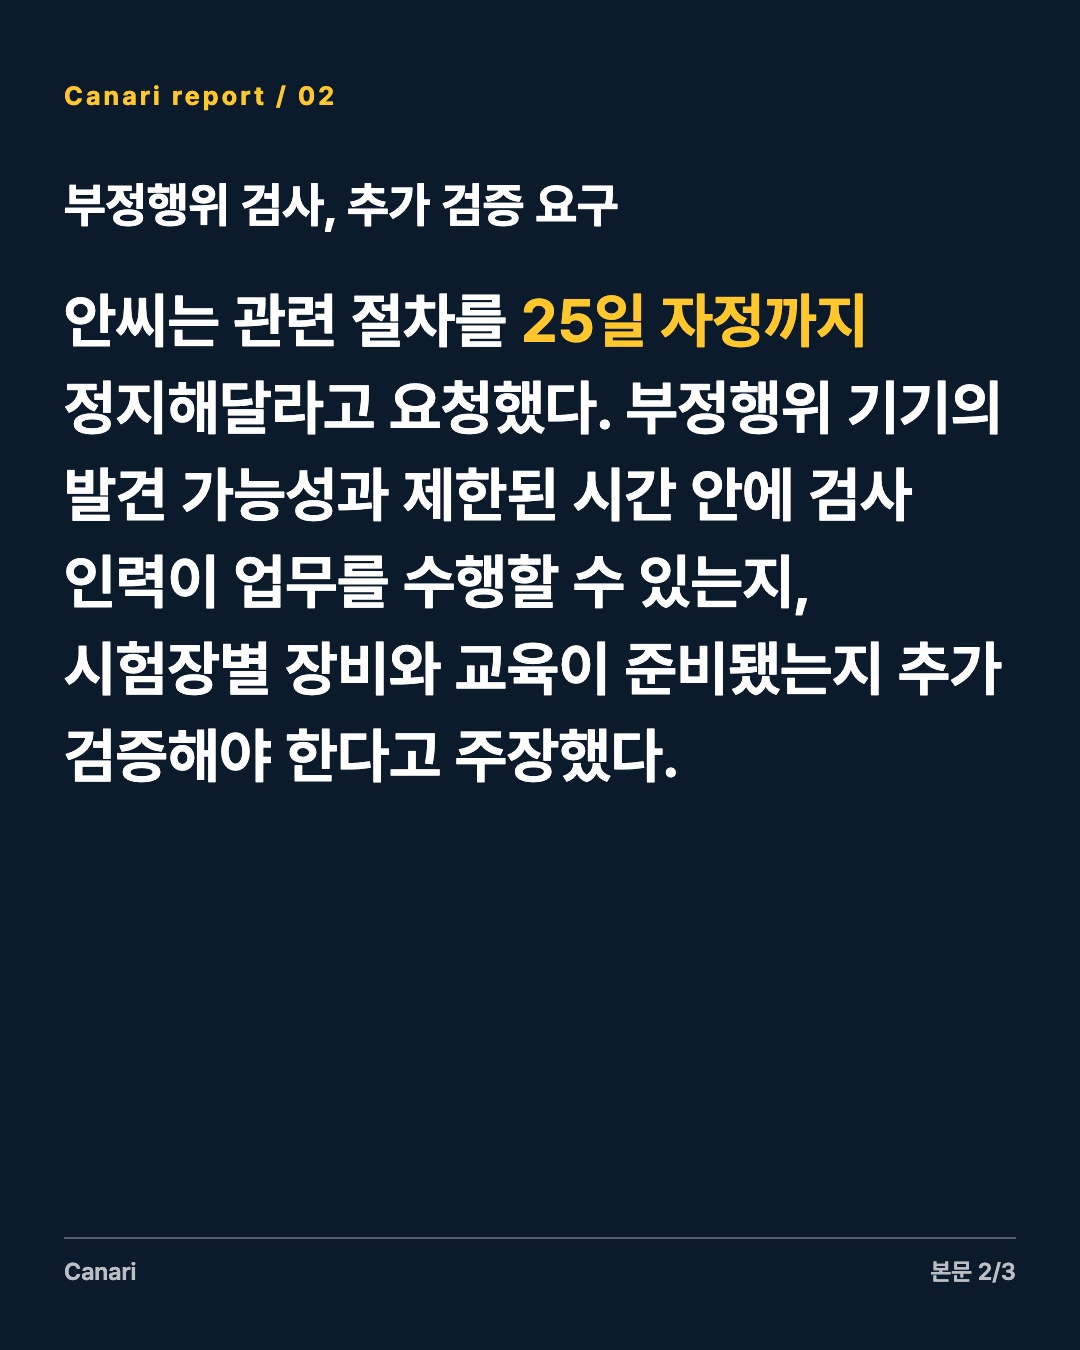 Canari report / 02
부정행위 검사, 추가 검증 요구
안씨는 관련 절차를 25일 자정까지
정지해달라고 요청했다. 부정행위 기기의
발견 가능성과 제한된 시간 안에 검사
인력이 업무를 수행할 수 있는지,
시험장별 장비와 교육이 준비됐는지 추가
검증해야 한다고 주장했다.
Canari
본문 2/3